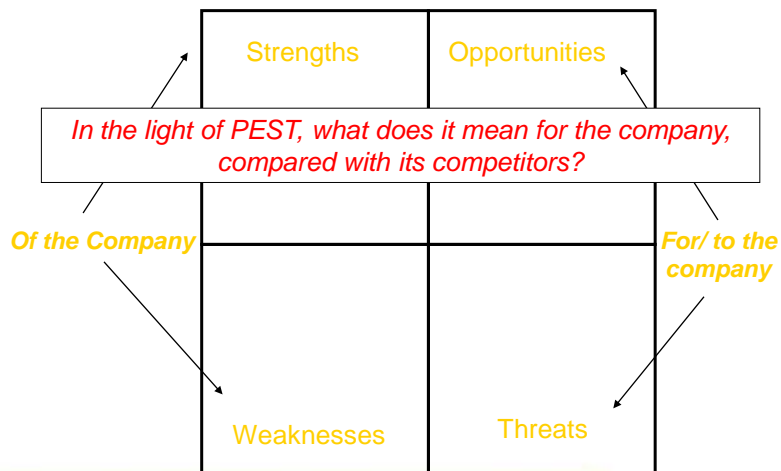 Strengths
Opportunities
In the light of PEST, what does it mean for the company,
compared with its competitors?
Of the Company
For/ to the
company
Weaknesses
Threats